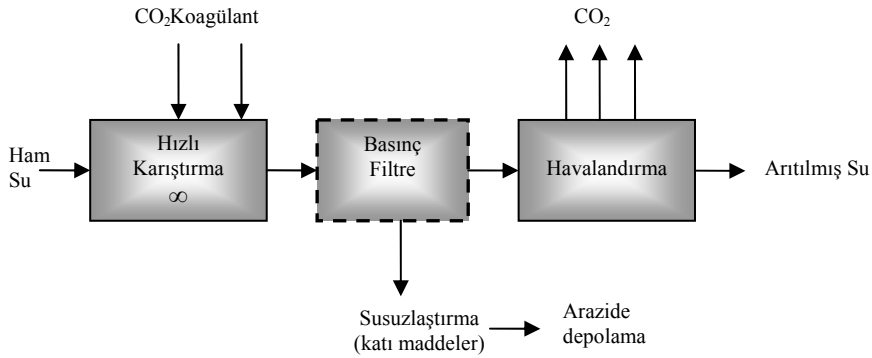 CO₂Koagülant
CO₂
Ham
Su
Hızlı
Karıştırma
∞
Basınç
Filtre
Havalandırma
Arıtılmış Su
Susuzlaştırma
(katı maddeler)
Arazide
depolama